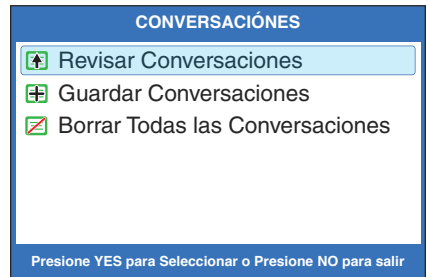 CONVERSACIÓNES
Revisar Conversaciones
Guardar Conversaciones
Borrar Todas las Conversaciones
Presione YES para Seleccionar o Presione NO para salir